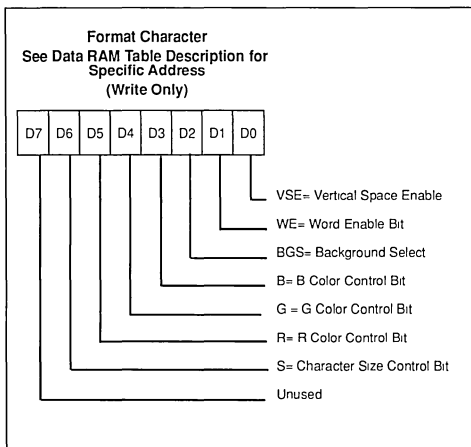 Format Character
See Data RAM Table Description for
Specific Address
(Write Only)
D7 D6 D5 D4 D3 D2 D1 D0
VSE= Vertical Space Enable
WE= Word Enable Bit
BGS= Background Select
B= B Color Control Bit
G = G Color Control Bit
R= R Color Control Bit
S= Character Size Control Bit
Unused